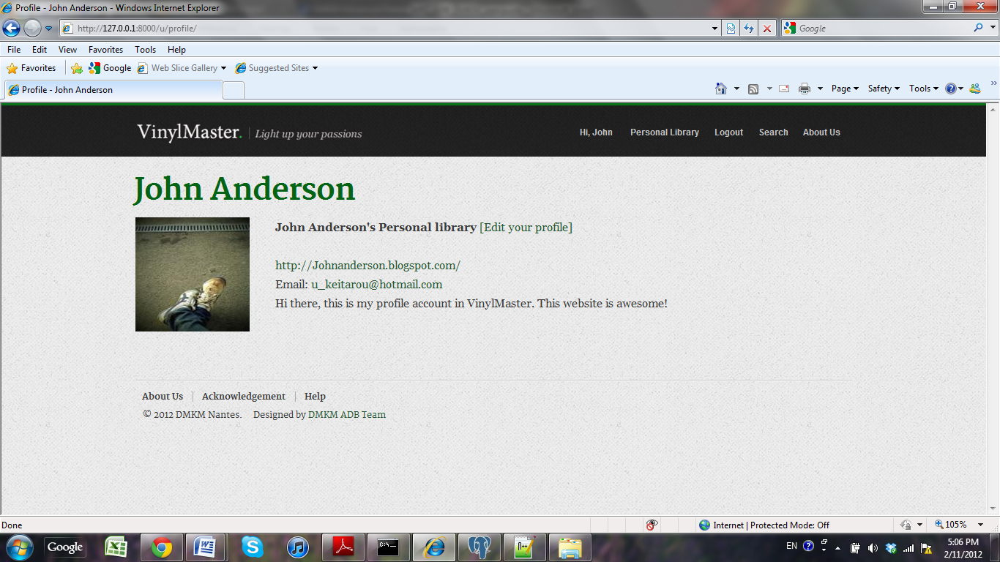 Profile - John Anderson - Windows Internet Explorer
http://127.0.0.1:8000/u/profile/
Google
File Edit View Favorites Tools Help
Favorites Google Web Slice Gallery Suggested Sites
Profile - John Anderson
Page Safety Tools
VinylMaster. Light up your passions
Hi, John Personal Library Logout Search About Us
John Anderson
John Anderson's Personal library [Edit your profile]
http://Johnanderson.blogspot.com/
Email: u_keitarou@hotmail.com
Hi there, this is my profile account in VinylMaster. This website is awesome!
About Us Acknowledgement Help
© 2012 DMKM Nantes. Designed by DMKM ADB Team
Done Internet | Protected Mode: Off 105%
Google EN 5:06 PM
2/11/2012